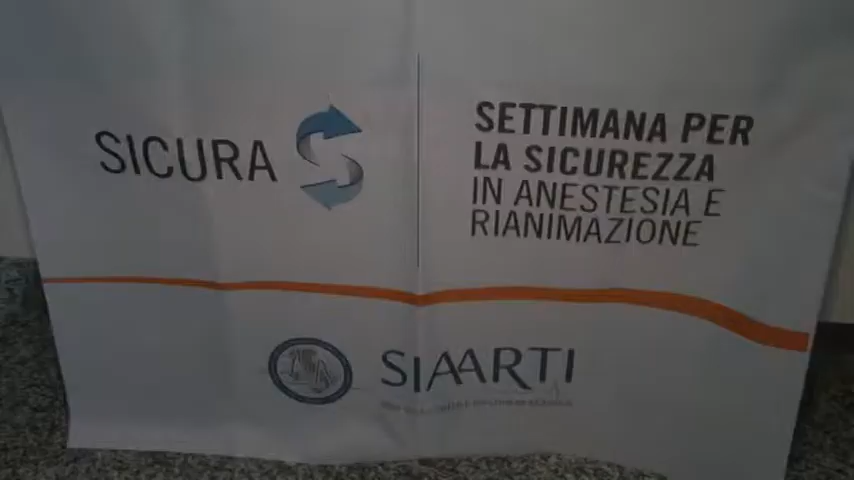 SICURA
SETTIMANA PER
LA SICUREZZA
IN ANESTESIA E
RIANIMAZIONE
SIAARTI